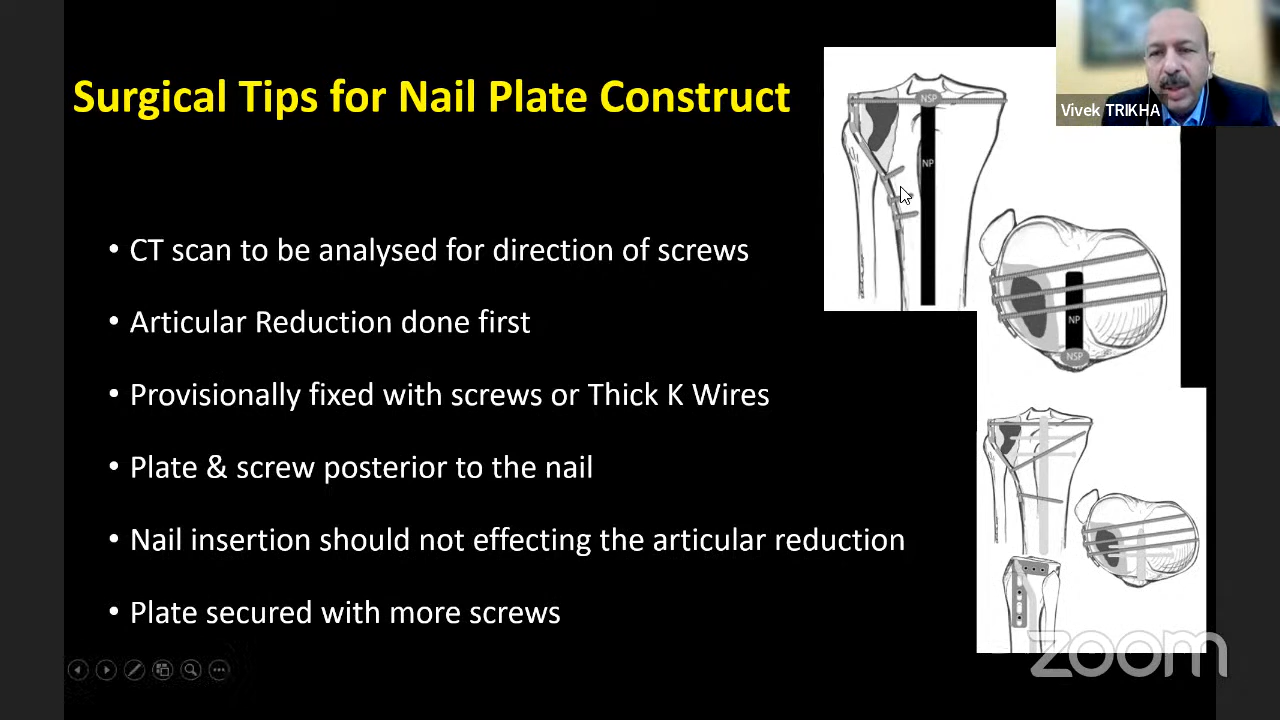 Surgical Tips for Nail Plate Construct
Vivek TRIKHA
NSP
NP
• CT scan to be analysed for direction of screws
• Articular Reduction done first
• Provisionally fixed with screws or Thick K Wires
NP
NSP
• Plate & screw posterior to the nail
• Nail insertion should not effecting the articular reduction
• Plate secured with more screws
zoom